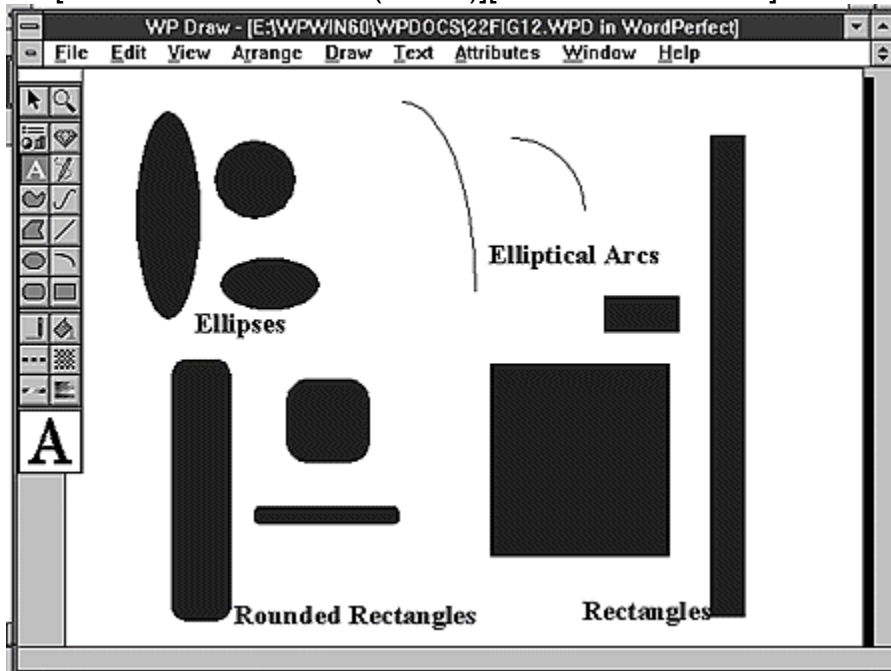 WP Draw - [E:\WPWIN60\WPDOCS\22FIG12.WPD in WordPerfect]
File Edit View Arrange Draw Text Attributes Window Help
A
A
Elliptical Arcs
Ellipses
Rounded Rectangles
Rectangles